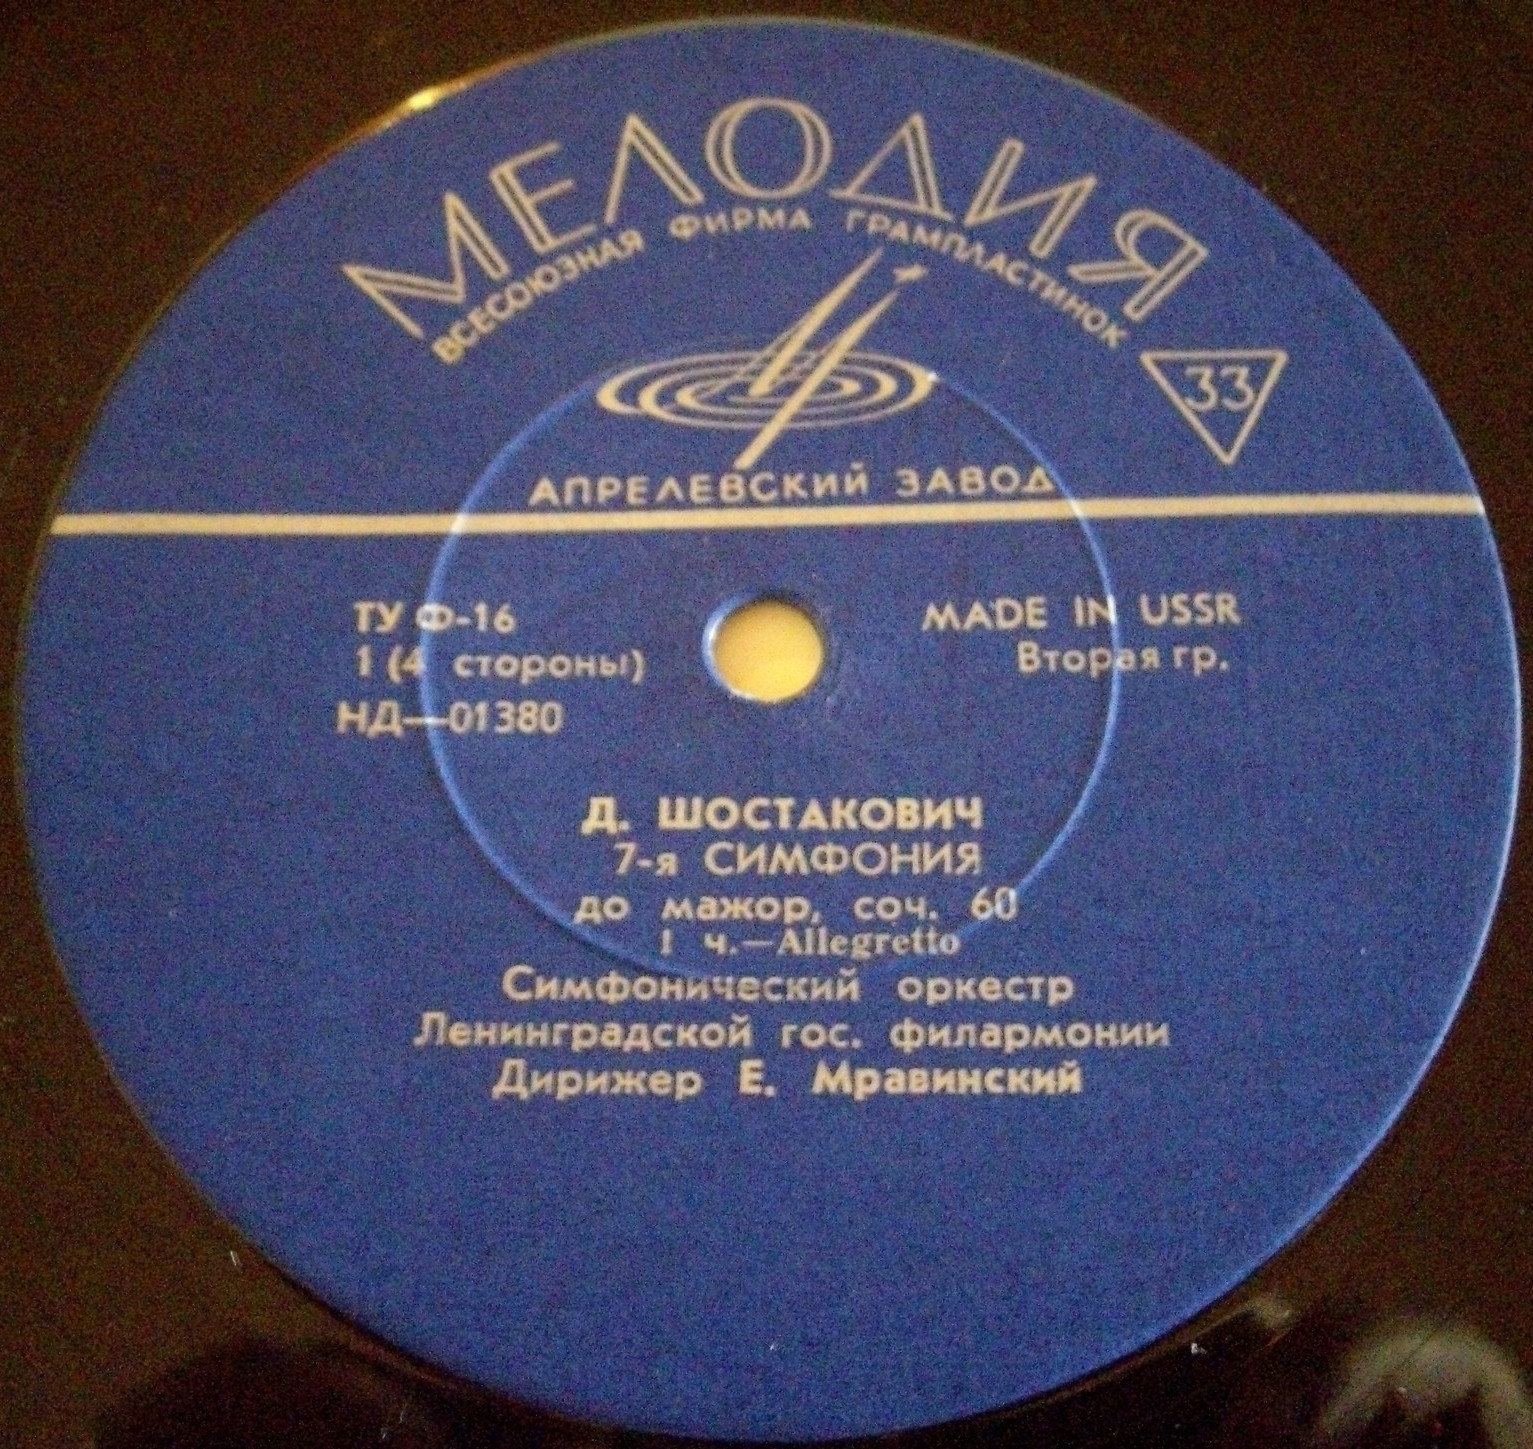 МЕЛОДИЯ
ВСЕСОЮЗНАЯ ФИРМА ГРАМПЛАСТИНОК
33
АПРЕЛЕВСКИЙ ЗАВОД
ТУ Ф-16
1 (4 стороны)
НД—01380
MADE IN USSR
Вторая гр.
Д. ШОСТАКОВИЧ
7-я СИМФОНИЯ
до мажор, соч. 60
1 ч.—Allegretto
Симфонический оркестр
Ленинградской гос. филармонии
Дирижер Е. Мравинский